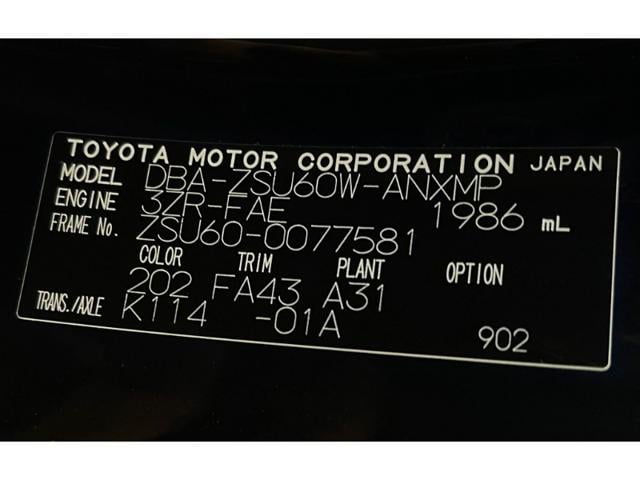 TOYOTA MOTOR CORPORATION JAPAN
MODEL DBA-ZSU60W-ANXMP
ENGINE 3ZR-FAE 1986 mL
FRAME No. ZSU60-0077581
COLOR TRIM PLANT OPTION
202 FA43 A31
TRANS./AXLE K114 -01A
902